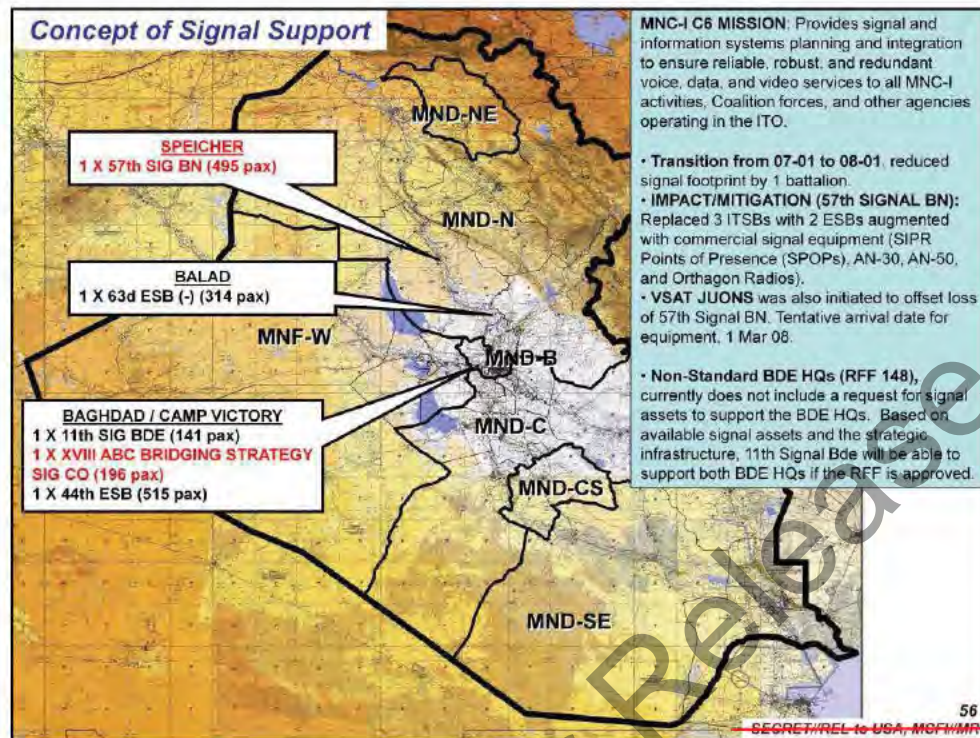 Concept of Signal Support
SPEICHER
1 X 57th SIG BN (495 pax)
BALAD
1 X 63d ESB (-) (314 pax)
BAGHDAD / CAMP VICTORY
1 X 11th SIG BDE (141 pax)
1 X XVIII ABC BRIDGING STRATEGY
SIG CO (196 pax)
1 X 44th ESB (515 pax)
MND-NE
MND-N
MNF-W
MND-B
MND-C
MND-CS
MND-SE
MNC-I C6 MISSION: Provides signal and
information systems planning and integration
to ensure reliable, robust, and redundant
voice, data, and video services to all MNC-I
activities, Coalition forces, and other agencies
operating in the ITO.
• Transition from 07-01 to 08-01, reduced
signal footprint by 1 battalion.
• IMPACT/MITIGATION (57th SIGNAL BN):
Replaced 3 ITSBs with 2 ESBs augmented
with commercial signal equipment (SIPR
Points of Presence (SPOPs), AN-30, AN-50,
and Orthagon Radios).
• VSAT JUONS was also initiated to offset loss
of 57th Signal BN. Tentative arrival date for
equipment, 1 Mar 08.
• Non-Standard BDE HQs (RFF 148),
currently does not include a request for signal
assets to support the BDE HQs. Based on
available signal assets and the strategic
infrastructure, 11th Signal Bde will be able to
support both BDE HQs if the RFF is approved.
Release
56
SECRET//REL to USA, MCFI//MR